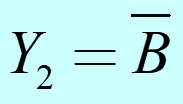 Y₂ = B̅